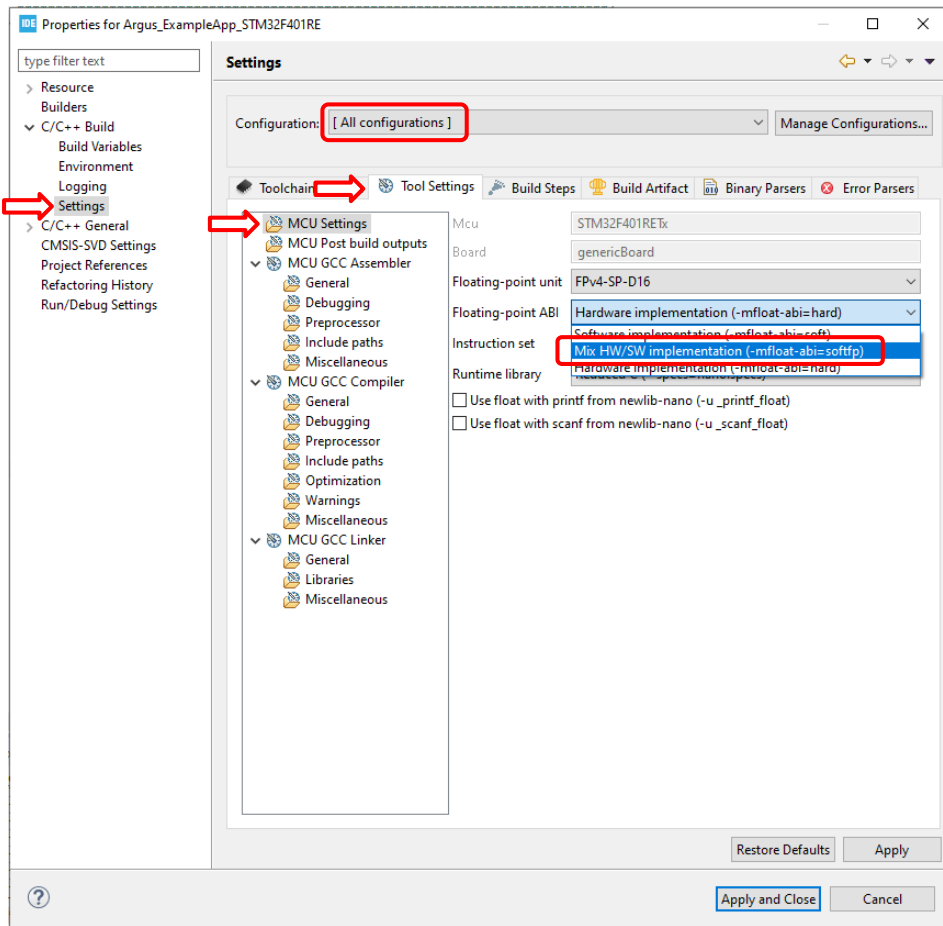 IDE Properties for Argus_ExampleApp_STM32F401RE
type filter text
Resource
Builders
C/C++ Build
Build Variables
Environment
Logging
Settings
C/C++ General
CMSIS-SVD Settings
Project References
Refactoring History
Run/Debug Settings
Settings
Configuration: [ All configurations ]
Manage Configurations...
Toolchain
Tool Settings
Build Steps
Build Artifact
010 Binary Parsers
Error Parsers
MCU Settings
MCU Post build outputs
MCU GCC Assembler
General
Debugging
Preprocessor
Include paths
Miscellaneous
MCU GCC Compiler
General
Debugging
Preprocessor
Include paths
Optimization
Warnings
Miscellaneous
MCU GCC Linker
General
Libraries
Miscellaneous
Mcu STM32F401RETx
Board genericBoard
Floating-point unit FPv4-SP-D16
Floating-point ABI Hardware implementation (-mfloat-abi=hard)
Software implementation (-mfloat-abi=soft)
Instruction set
Mix HW/SW implementation (-mfloat-abi=softfp)
Hardware implementation (-mfloat-abi=hard)
Runtime library
Use float with printf from newlib-nano (-u _printf_float)
Use float with scanf from newlib-nano (-u _scanf_float)
Restore Defaults
Apply
?
Apply and Close
Cancel